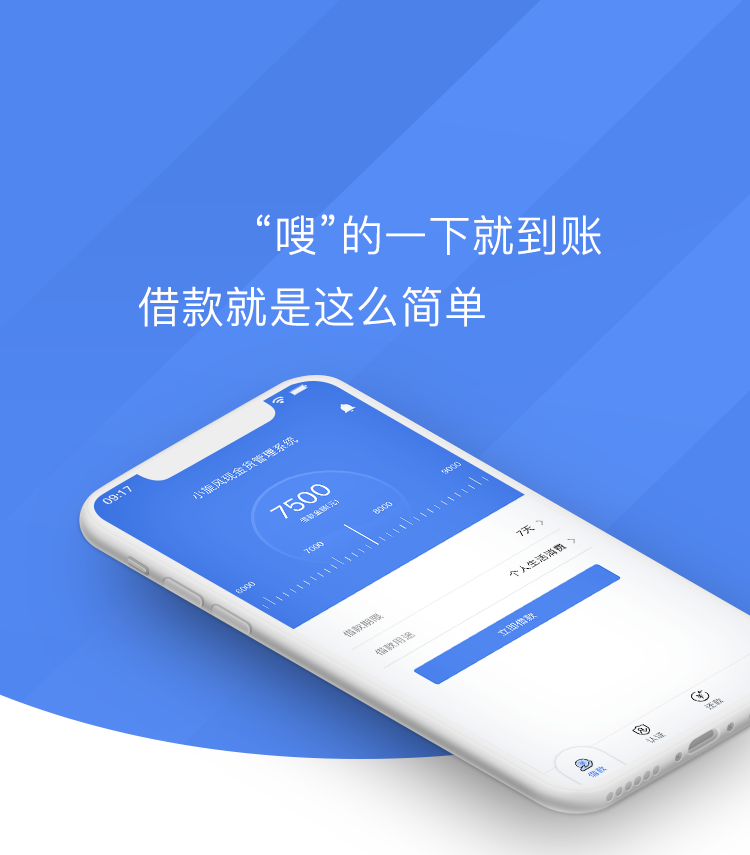 “嗖”的一下就到账
借款就是这么简单
09:17
小旋风现金贷管理系统
7500
借款金额(元)
6000
7000
8000
9000
借款期限
7天
借款用途
个人生活消费
立即借款
借款
认证
还款